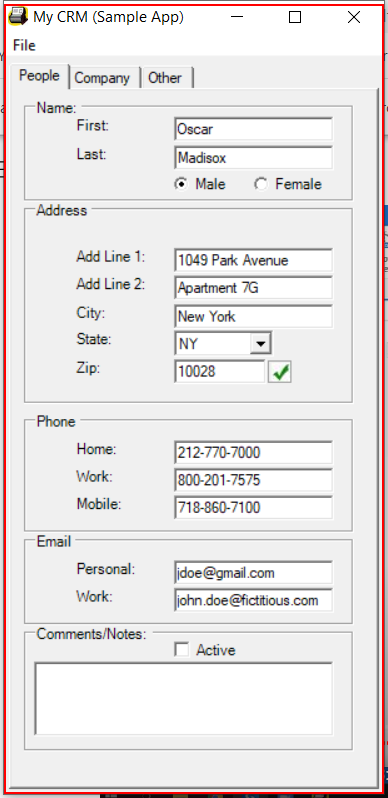 My CRM (Sample App)
File
People Company Other
Name:
First: Oscar
Last: Madisox
Male Female
Address
Add Line 1: 1049 Park Avenue
Add Line 2: Apartment 7G
City: New York
State: NY
Zip: 10028
Phone
Home: 212-770-7000
Work: 800-201-7575
Mobile: 718-860-7100
Email
Personal: jdoe@gmail.com
Work: john.doe@fictitious.com
Comments/Notes:
Active